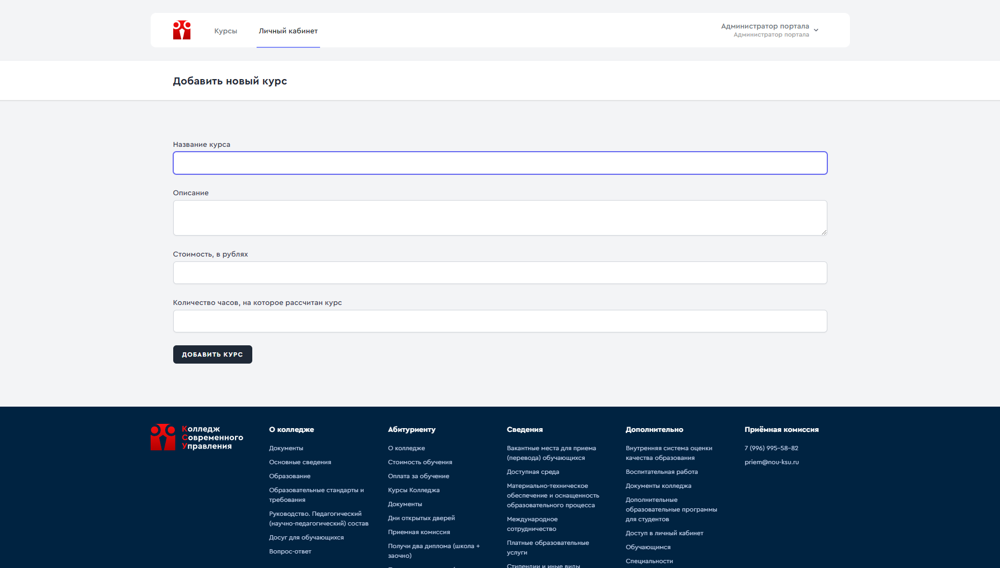 Курсы
Личный кабинет
Администратор портала
Администратор портала
Добавить новый курс
Название курса
Описание
Стоимость, в рублях
Количество часов, на которое рассчитан курс
ДОБАВИТЬ КУРС
Колледж
Современного
Управления
О колледже
Документы
Основные сведения
Образование
Образовательные стандарты и
требования
Руководство. Педагогический
(научно-педагогический) состав
Досуг для обучающихся
Вопрос-ответ
Абитуриенту
О колледже
Стоимость обучения
Оплата за обучение
Курсы Колледжа
Документы
Дни открытых дверей
Приемная комиссия
Получи два диплома (школа +
заочно)
Сведения
Вакантные места для приема
(перевода) обучающихся
Доступная среда
Материально-техническое
обеспечение и оснащенность
образовательного процесса
Международное
сотрудничество
Платные образовательные
услуги
Стипендии и иные виды
Дополнительно
Внутренняя система оценки
качества образования
Воспитательная работа
Документы колледжа
Дополнительные
образовательные программы
для студентов
Доступ в личный кабинет
Обучающимся
Специальности
Приёмная комиссия
7 (996) 995-58-82
priem@nou-ksu.ru